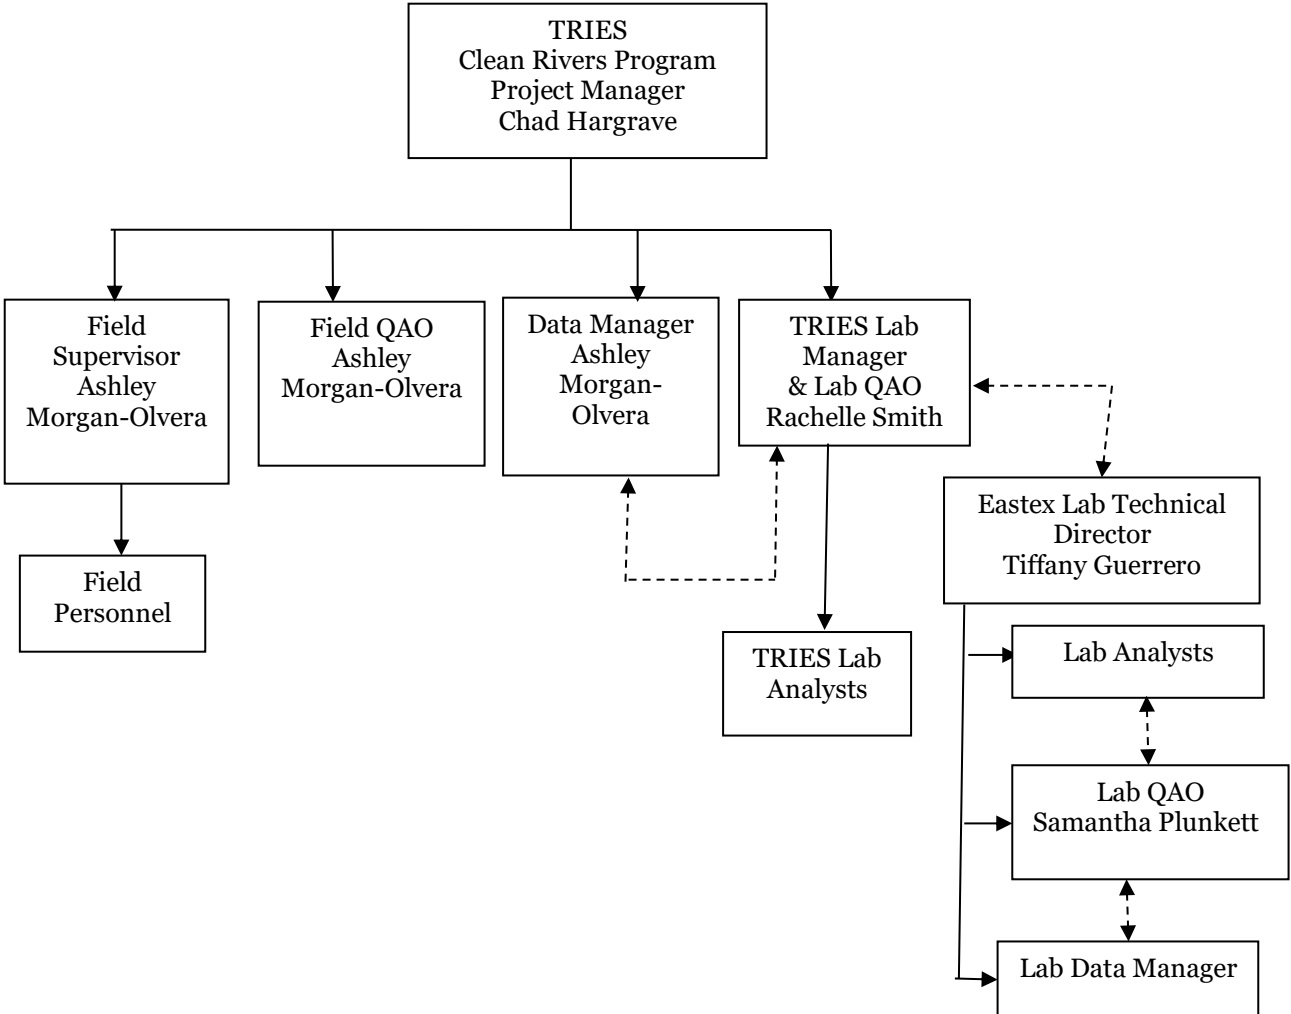 TRIES
Clean Rivers Program
Project Manager
Chad Hargrave
Field
Supervisor
Ashley
Morgan-Olvera
Field QAO
Ashley
Morgan-Olvera
Data Manager
Ashley
Morgan-
Olvera
TRIES Lab
Manager
& Lab QAO
Rachelle Smith
Eastex Lab Technical
Director
Tiffany Guerrero
Field
Personnel
TRIES Lab
Analysts
Lab Analysts
Lab QAO
Samantha Plunkett
Lab Data Manager